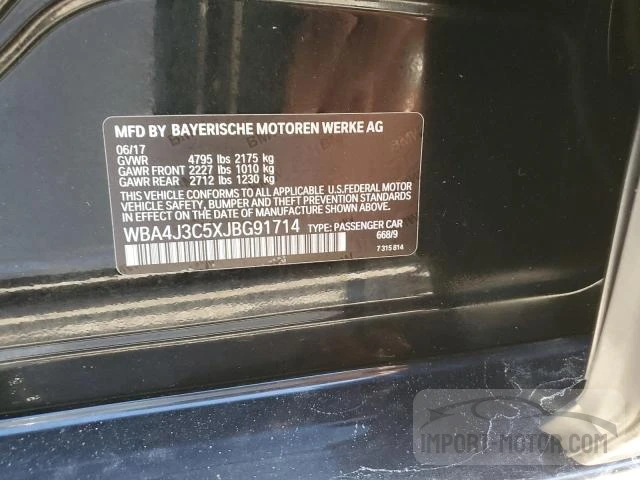 MFD BY BAYERISCHE MOTOREN WERKE AG
06/17
GVWR 4795 lbs 2175 kg
GAWR FRONT 2227 lbs 1010 kg
GAWR REAR 2712 lbs 1230 kg
THIS VEHICLE CONFORMS TO ALL APPLICABLE U.S.FEDERAL MOTOR
VEHICLE SAFETY, BUMPER AND THEFT PREVENTION STANDARDS
IN EFFECT ON THE DATE OF MANUFACTURE SHOWN ABOVE.
WBA4J3C5XJBG91714 TYPE: PASSENGER CAR
668/9
7 315 814
IMPORT-MOTOR.COM